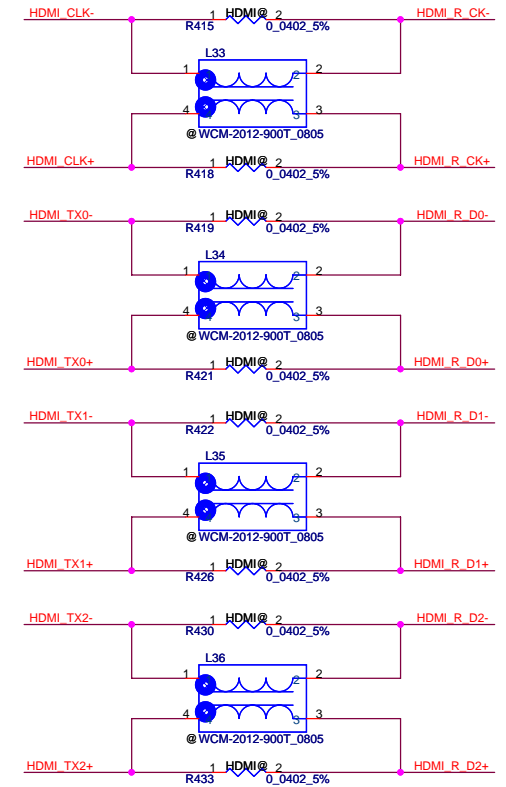 HDMI_CLK- 1 HDMI@ 2 HDMI_R_CK-
R415 0_0402_5%
L33
1 2 2
4 3 3
@ WCM-2012-900T_0805
HDMI_CLK+ 1 HDMI@ 2 HDMI_R_CK+
R418 0_0402_5%
HDMI_TX0- 1 HDMI@ 2 HDMI_R_D0-
R419 0_0402_5%
L34
1 2 2
4 3 3
@ WCM-2012-900T_0805
HDMI_TX0+ 1 HDMI@ 2 HDMI_R_D0+
R421 0_0402_5%
HDMI_TX1- 1 HDMI@ 2 HDMI_R_D1-
R422 0_0402_5%
L35
1 2 2
4 3 3
@ WCM-2012-900T_0805
HDMI_TX1+ 1 HDMI@ 2 HDMI_R_D1+
R426 0_0402_5%
HDMI_TX2- 1 HDMI@ 2 HDMI_R_D2-
R430 0_0402_5%
L36
1 2 2
4 3 3
@ WCM-2012-900T_0805
HDMI_TX2+ 1 HDMI@ 2 HDMI_R_D2+
R433 0_0402_5%